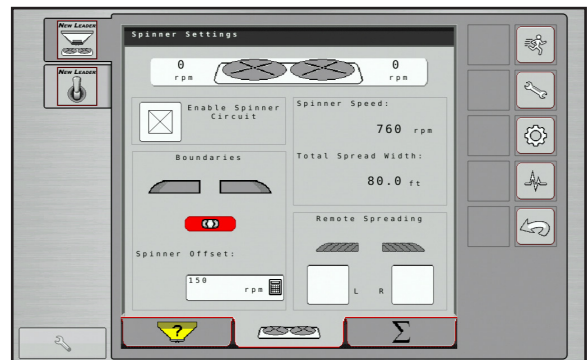 NEW LEADER
NEW LEADER
Spinner Settings
0
rpm
0
rpm
Enable Spinner
Circuit
Spinner Speed:
760 rpm
Total Spread Width:
80.0 ft
Boundaries
Spinner Offset:
150
rpm
Remote Spreading
L R
?
Σ